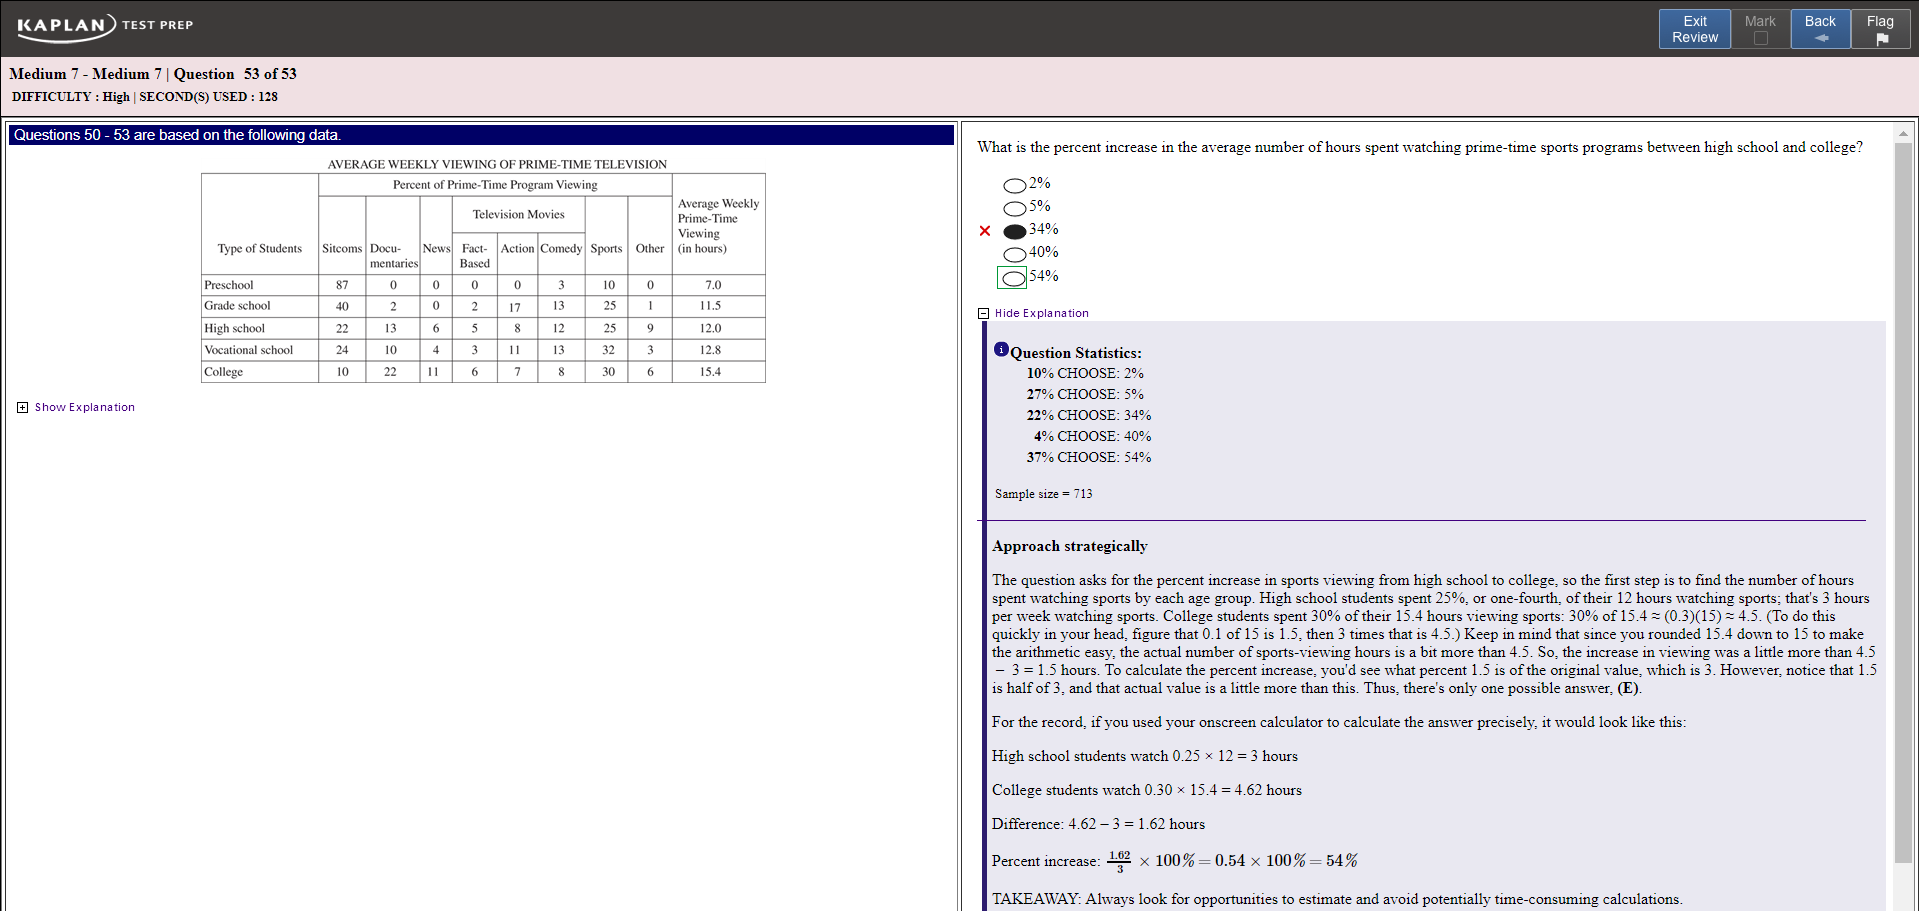 KAPLAN TEST PREP
Exit Review
Mark
Back
Flag
Medium 7 - Medium 7 | Question 53 of 53
DIFFICULTY : High | SECOND(S) USED : 128
Questions 50 - 53 are based on the following data.
AVERAGE WEEKLY VIEWING OF PRIME-TIME TELEVISION
Percent of Prime-Time Program Viewing
Television Movies
Average Weekly Prime-Time Viewing (in hours)
Type of Students Sitcoms Docu-mentaries News Fact-Based Action Comedy Sports Other
Preschool 87 0 0 0 0 3 10 0 7.0
Grade school 40 2 0 2 17 13 25 1 11.5
High school 22 13 6 5 8 12 25 9 12.0
Vocational school 24 10 4 3 11 13 32 3 12.8
College 10 22 11 6 7 8 30 6 15.4
Show Explanation
What is the percent increase in the average number of hours spent watching prime-time sports programs between high school and college?
2%
5%
34%
40%
54%
Hide Explanation
Question Statistics:
10% CHOOSE: 2%
27% CHOOSE: 5%
22% CHOOSE: 34%
4% CHOOSE: 40%
37% CHOOSE: 54%
Sample size = 713
Approach strategically
The question asks for the percent increase in sports viewing from high school to college, so the first step is to find the number of hours
spent watching sports by each age group. High school students spent 25%, or one-fourth, of their 12 hours watching sports; that's 3 hours
per week watching sports. College students spent 30% of their 15.4 hours viewing sports: 30% of 15.4 ≈ (0.3)(15) ≈ 4.5. (To do this
quickly in your head, figure that 0.1 of 15 is 1.5, then 3 times that is 4.5.) Keep in mind that since you rounded 15.4 down to 15 to make
the arithmetic easy, the actual number of sports-viewing hours is a bit more than 4.5. So, the increase in viewing was a little more than 4.5
− 3 = 1.5 hours. To calculate the percent increase, you'd see what percent 1.5 is of the original value, which is 3. However, notice that 1.5
is half of 3, and that actual value is a little more than this. Thus, there's only one possible answer, (E).
For the record, if you used your onscreen calculator to calculate the answer precisely, it would look like this:
High school students watch 0.25 × 12 = 3 hours
College students watch 0.30 × 15.4 = 4.62 hours
Difference: 4.62 – 3 = 1.62 hours
Percent increase: 1.62/3 × 100% = 0.54 × 100% = 54%
TAKEAWAY: Always look for opportunities to estimate and avoid potentially time-consuming calculations.